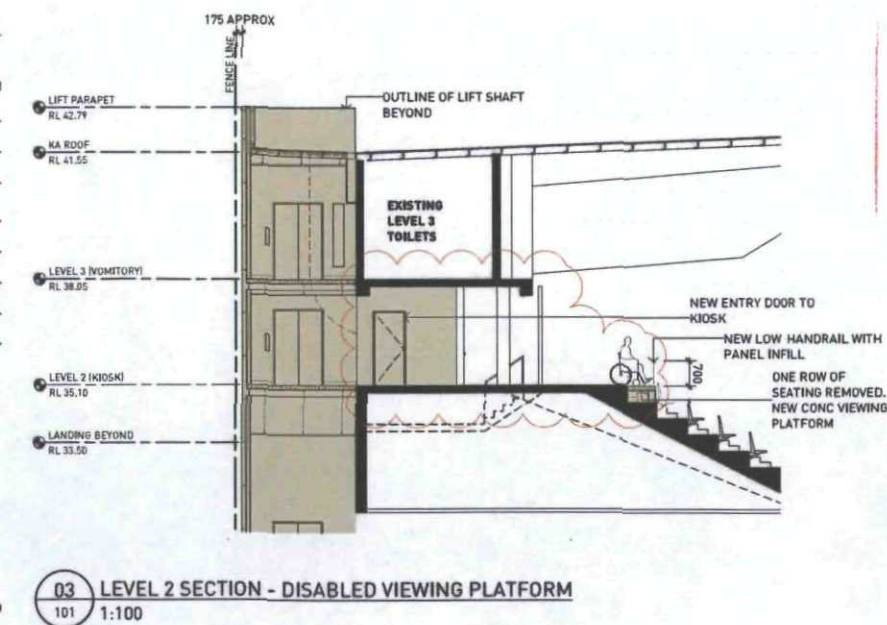 175 APPROX
FENCE LINE
LIFT PARAPET
RL 42.79
KA ROOF
RL 41.55
LEVEL 3 (VOMITORY)
RL 38.05
LEVEL 2 (KIOSK)
RL 35.10
LANDING BEYOND
RL 33.50
OUTLINE OF LIFT SHAFT
BEYOND
EXISTING
LEVEL 3
TOILETS
NEW ENTRY DOOR TO
KIOSK
NEW LOW HANDRAIL WITH
PANEL INFILL
700
ONE ROW OF
SEATING REMOVED.
NEW CONC VIEWING
PLATFORM
03
101
LEVEL 2 SECTION - DISABLED VIEWING PLATFORM
1:100